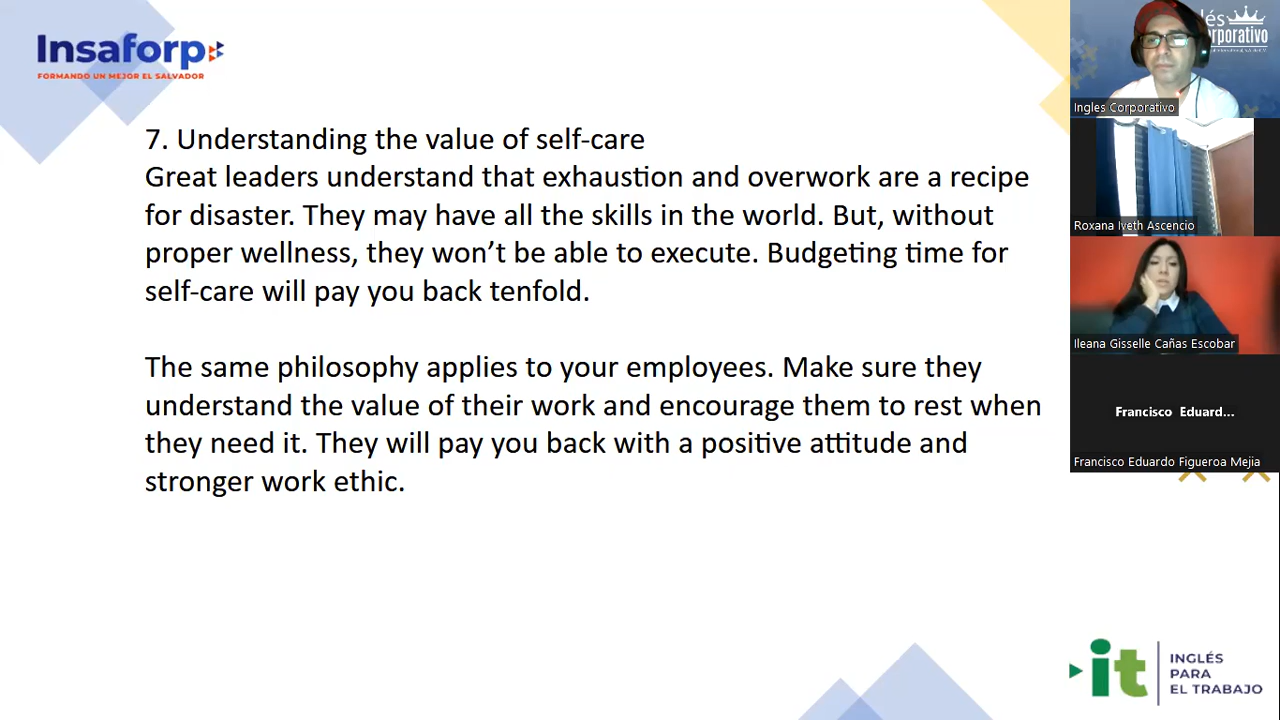 Insaforp
FORMANDO UN MEJOR EL SALVADOR
7. Understanding the value of self-care
Great leaders understand that exhaustion and overwork are a recipe
for disaster. They may have all the skills in the world. But, without
proper wellness, they won’t be able to execute. Budgeting time for
self-care will pay you back tenfold.
The same philosophy applies to your employees. Make sure they
understand the value of their work and encourage them to rest when
they need it. They will pay you back with a positive attitude and
stronger work ethic.
Ingles Corporativo
Roxana Iveth Ascencio
Ileana Gisselle Cañas Escobar
Francisco Eduard...
Francisco Eduardo Figueroa Mejia
it
INGLÉS
PARA
EL TRABAJO